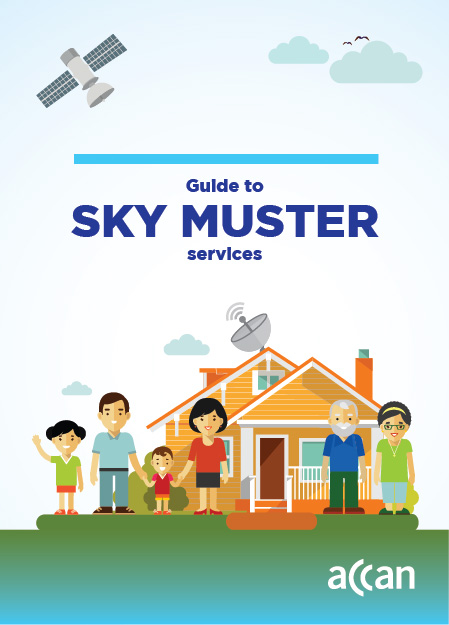 Guide to
SKY MUSTER
services
accan